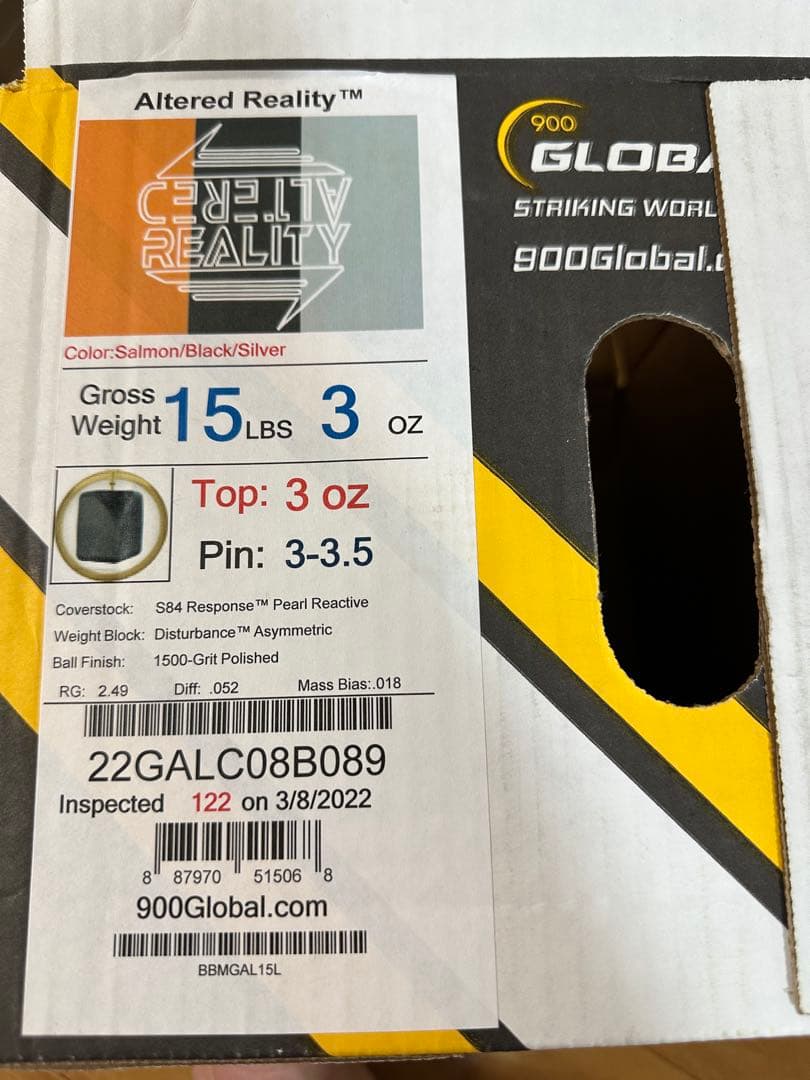 Altered Reality™
ALTERED
REALITY
Color:Salmon/Black/Silver
Gross
Weight 15 LBS 3 oz
Top: 3 oz
Pin: 3-3.5
Coverstock: S84 Response™ Pearl Reactive
Weight Block: Disturbance™ Asymmetric
Ball Finish: 1500-Grit Polished
RG: 2.49 Diff: .052 Mass Bias:.018
22GALC08B089
Inspected 122 on 3/8/2022
8 87970 51506 8
900Global.com
BBMGAL15L
900
GLOBA
STRIKING WORL
900Global.c